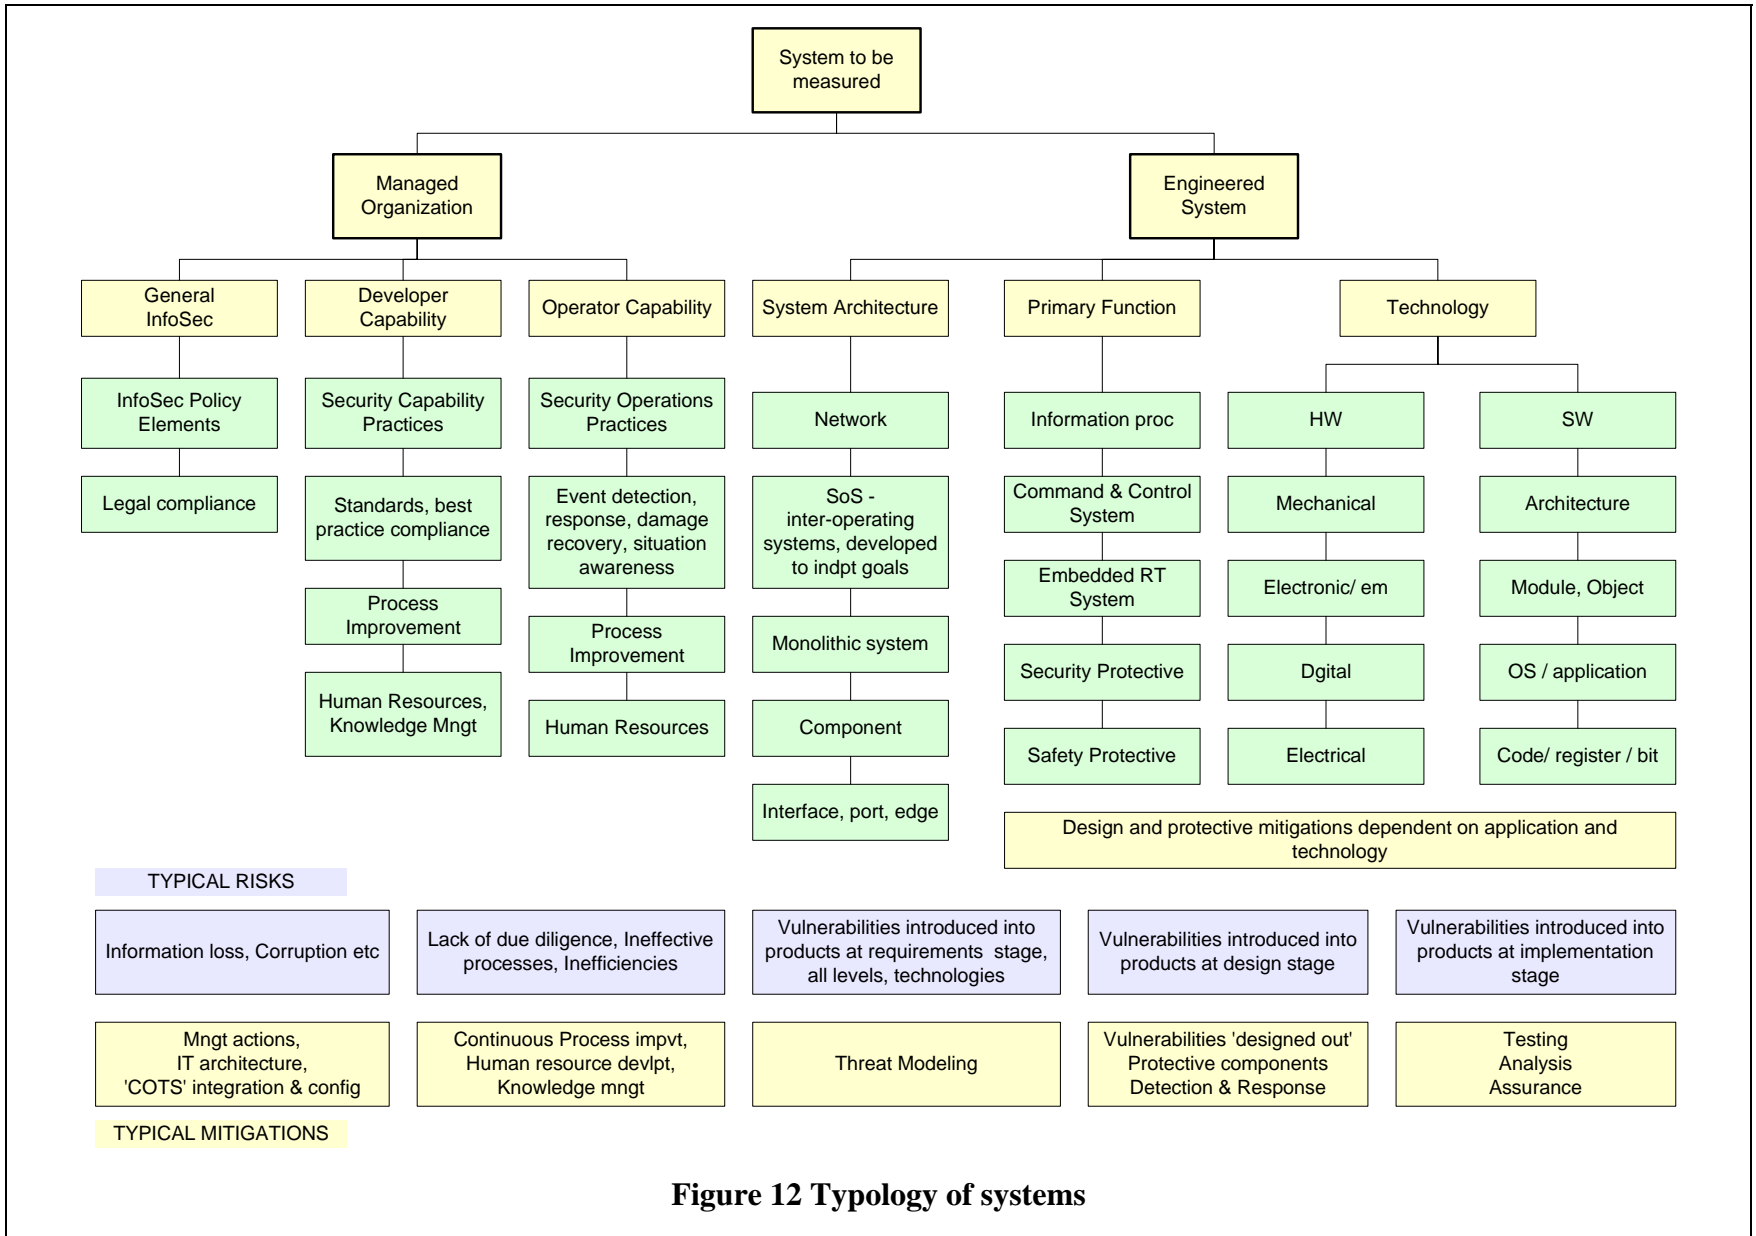 System to be
measured
Managed
Organization
Engineered
System
General
InfoSec
Developer
Capability
Operator Capability
System Architecture
Primary Function
Technology
InfoSec Policy
Elements
Security Capability
Practices
Security Operations
Practices
Network
Information proc
HW
SW
Legal compliance
Standards, best
practice compliance
Event detection,
response, damage
recovery, situation
awareness
SoS -
inter-operating
systems, developed
to indpt goals
Command & Control
System
Mechanical
Architecture
Process
Improvement
Embedded RT
System
Electronic/ em
Module, Object
Process
Improvement
Monolithic system
Security Protective
Dgital
OS / application
Human Resources,
Knowledge Mngt
Human Resources
Component
Safety Protective
Electrical
Code/ register / bit
Interface, port, edge
Design and protective mitigations dependent on application and
technology
TYPICAL RISKS
Information loss, Corruption etc
Lack of due diligence, Ineffective
processes, Inefficiencies
Vulnerabilities introduced into
products at requirements stage,
all levels, technologies
Vulnerabilities introduced into
products at design stage
Vulnerabilities introduced into
products at implementation
stage
Mngt actions,
IT architecture,
'COTS' integration & config
Continuous Process impvt,
Human resource devlpt,
Knowledge mngt
Threat Modeling
Vulnerabilities 'designed out'
Protective components
Detection & Response
Testing
Analysis
Assurance
TYPICAL MITIGATIONS
Figure 12 Typology of systems